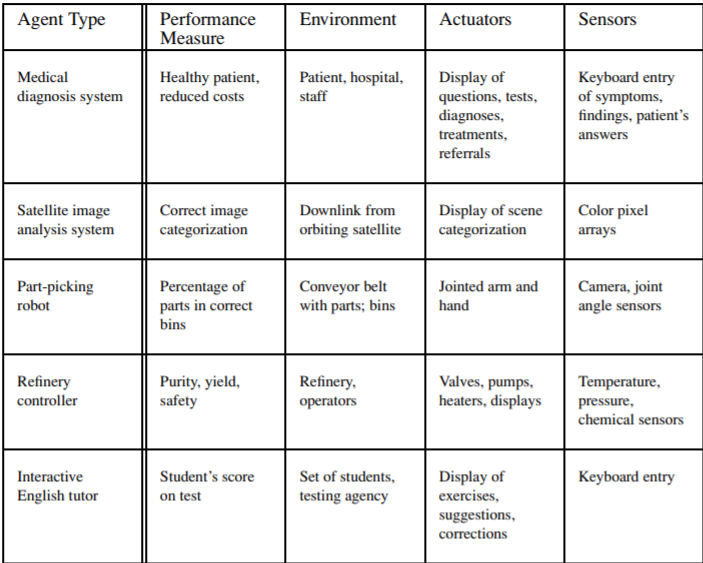 Agent Type
Performance
Measure
Environment
Actuators
Sensors
Medical
diagnosis system
Healthy patient,
reduced costs
Patient, hospital,
staff
Display of
questions, tests,
diagnoses,
treatments,
referrals
Keyboard entry
of symptoms,
findings, patient's
answers
Satellite image
analysis system
Correct image
categorization
Downlink from
orbiting satellite
Display of scene
categorization
Color pixel
arrays
Part-picking
robot
Percentage of
parts in correct
bins
Conveyor belt
with parts; bins
Jointed arm and
hand
Camera, joint
angle sensors
Refinery
controller
Purity, yield,
safety
Refinery,
operators
Valves, pumps,
heaters, displays
Temperature,
pressure,
chemical sensors
Interactive
English tutor
Student's score
on test
Set of students,
testing agency
Display of
exercises,
suggestions,
corrections
Keyboard entry